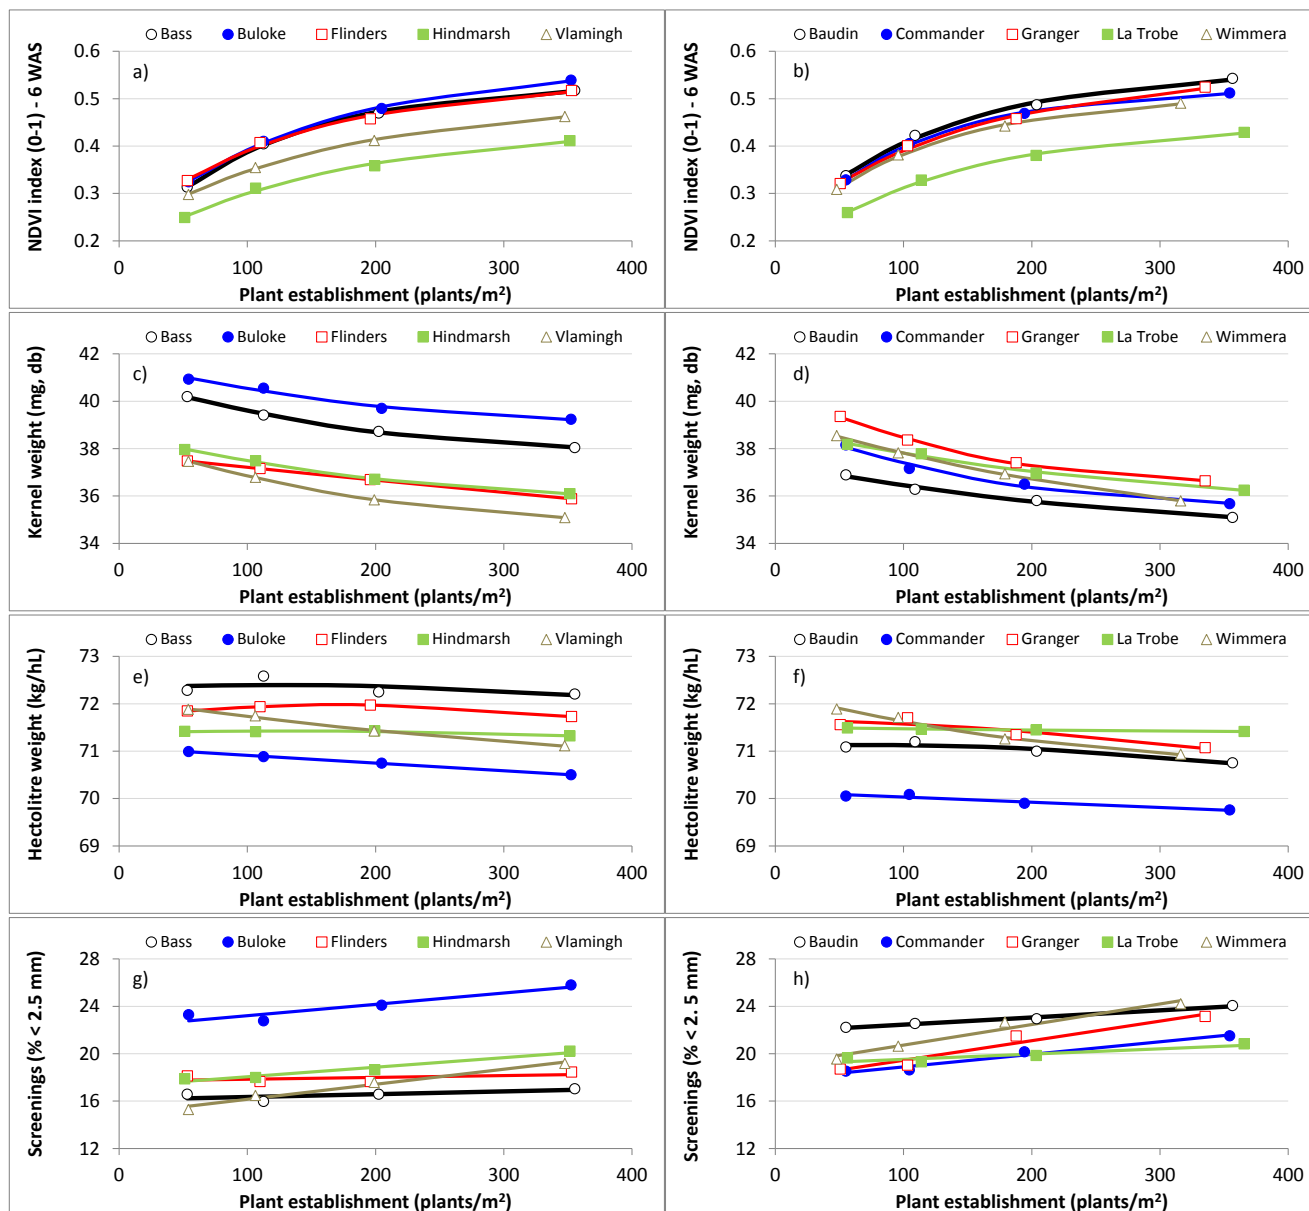 Bass Buloke Flinders Hindmarsh Vlamingh
a)
NDVI index (0-1) - 6 WAS
0.6
0.5
0.4
0.3
0.2
0 100 200 300 400
Plant establishment (plants/m²)
Baudin Commander Granger La Trobe Wimmera
b)
NDVI index (0-1) - 6 WAS
0.6
0.5
0.4
0.3
0.2
0 100 200 300 400
Plant establishment (plants/m²)
Bass Buloke Flinders Hindmarsh Vlamingh
c)
Kernel weight (mg, db)
42
40
38
36
34
0 100 200 300 400
Plant establishment (plants/m²)
Baudin Commander Granger La Trobe Wimmera
d)
Kernel weight (mg, db)
42
40
38
36
34
0 100 200 300 400
Plant establishment (plants/m²)
Bass Buloke Flinders Hindmarsh Vlamingh
e)
Hectolitre weight (kg/hL)
73
72
71
70
69
0 100 200 300 400
Plant establishment (plants/m²)
Baudin Commander Granger La Trobe Wimmera
f)
Hectolitre weight (kg/hL)
73
72
71
70
69
0 100 200 300 400
Plant establishment (plants/m²)
Bass Buloke Flinders Hindmarsh Vlamingh
g)
Screenings (% < 2.5 mm)
28
24
20
16
12
0 100 200 300 400
Plant establishment (plants/m²)
Baudin Commander Granger La Trobe Wimmera
h)
Screenings (% < 2. 5 mm)
28
24
20
16
12
0 100 200 300 400
Plant establishment (plants/m²)